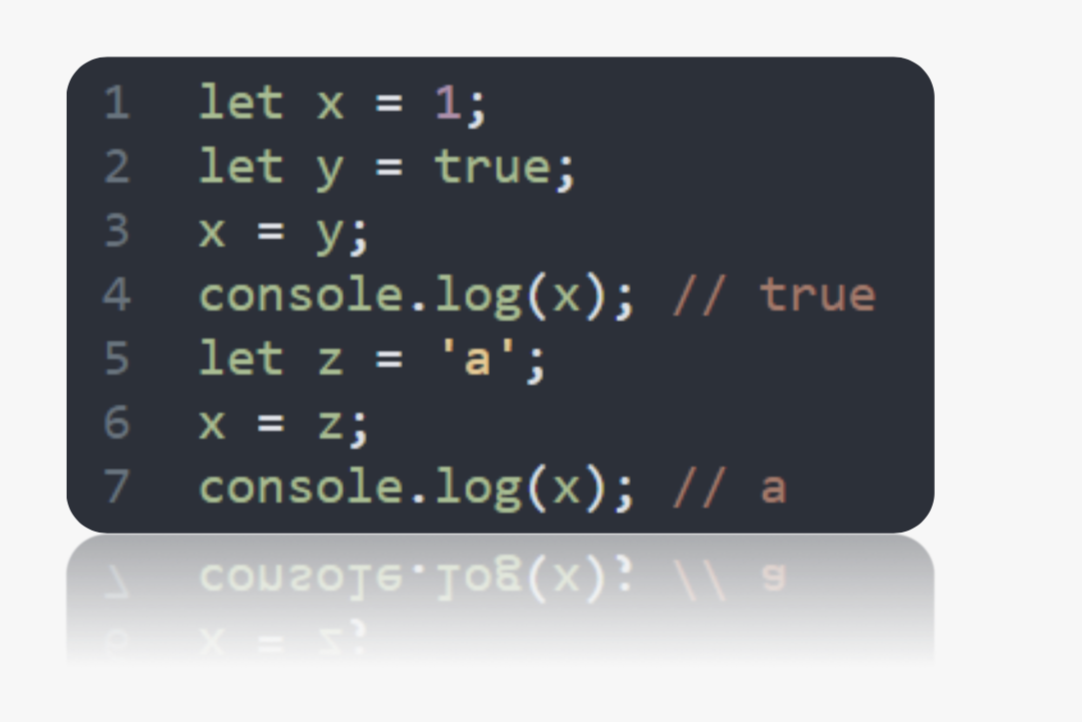 1 let x = 1;
2 let y = true;
3 x = y;
4 console.log(x); // true
5 let z = 'a';
6 x = z;
7 console.log(x); // a